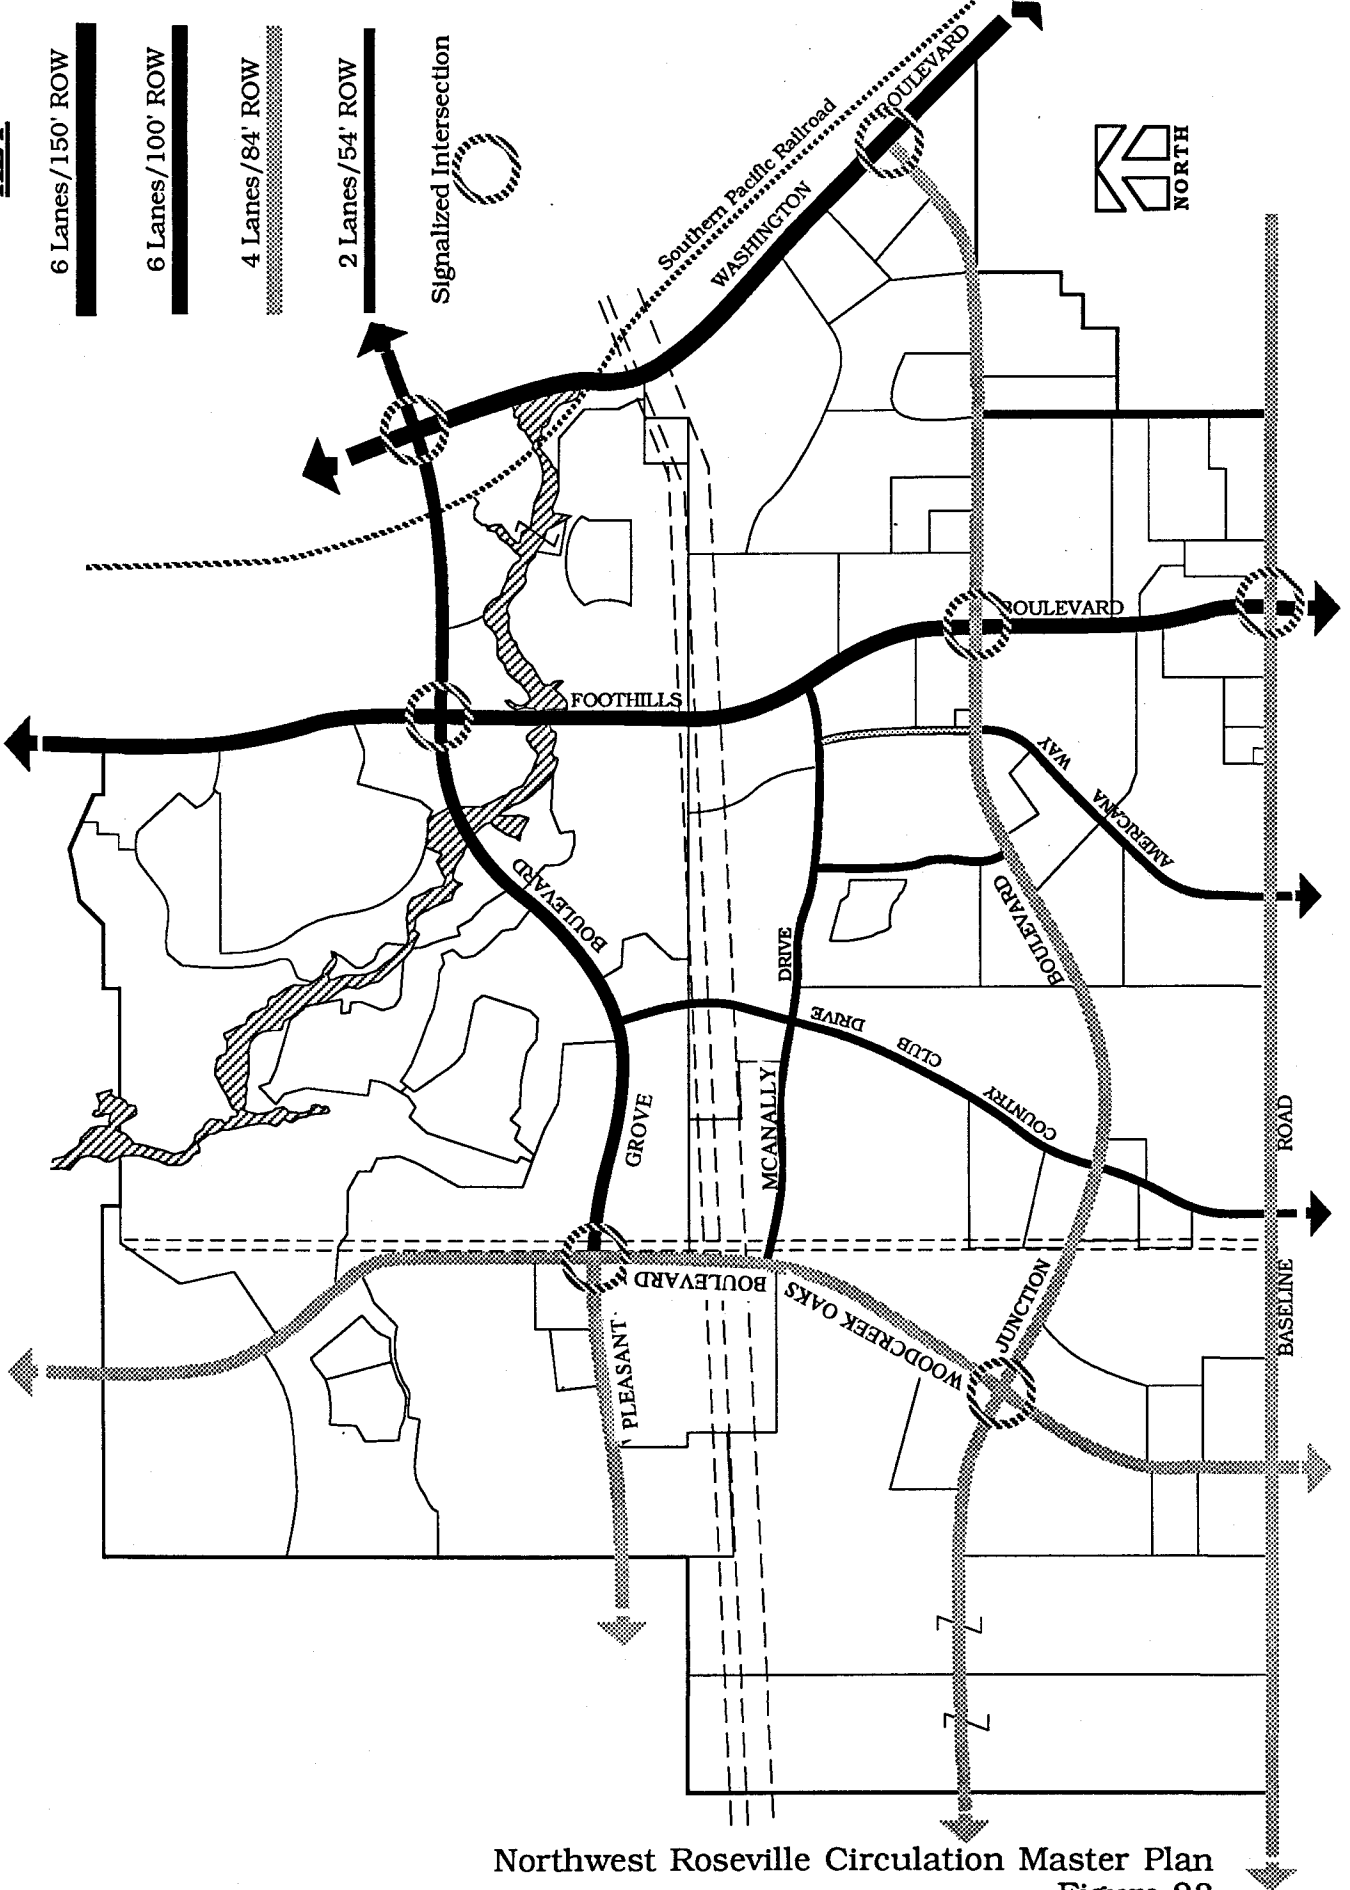 6 Lanes/150' ROW
6 Lanes/100' ROW
4 Lanes/84' ROW
2 Lanes/54' ROW
Signalized Intersection
Southern Pacific Railroad
WASHINGTON
BOULEVARD
NORTH
FOOTHILLS
BOULEVARD
AMERICANA
WAY
BOULEVARD
GROVE
DRIVE
MCANALLY
COUNTRY
CLUB
DRIVE
BOULEVARD
JUNCTION
BASELINE
ROAD
WOODCREEK OAKS
BOULEVARD
PLEASANT
Northwest Roseville Circulation Master Plan